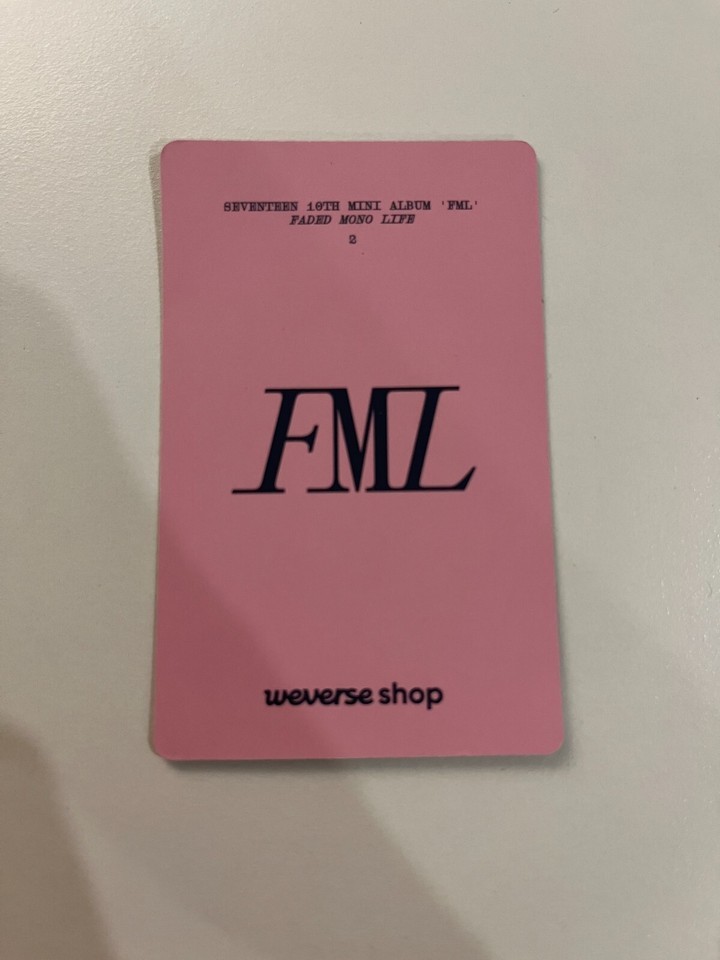 SEVENTEEN 10TH MINI ALBUM 'FML'
FADED MONO LIFE
2
FML
weverse shop